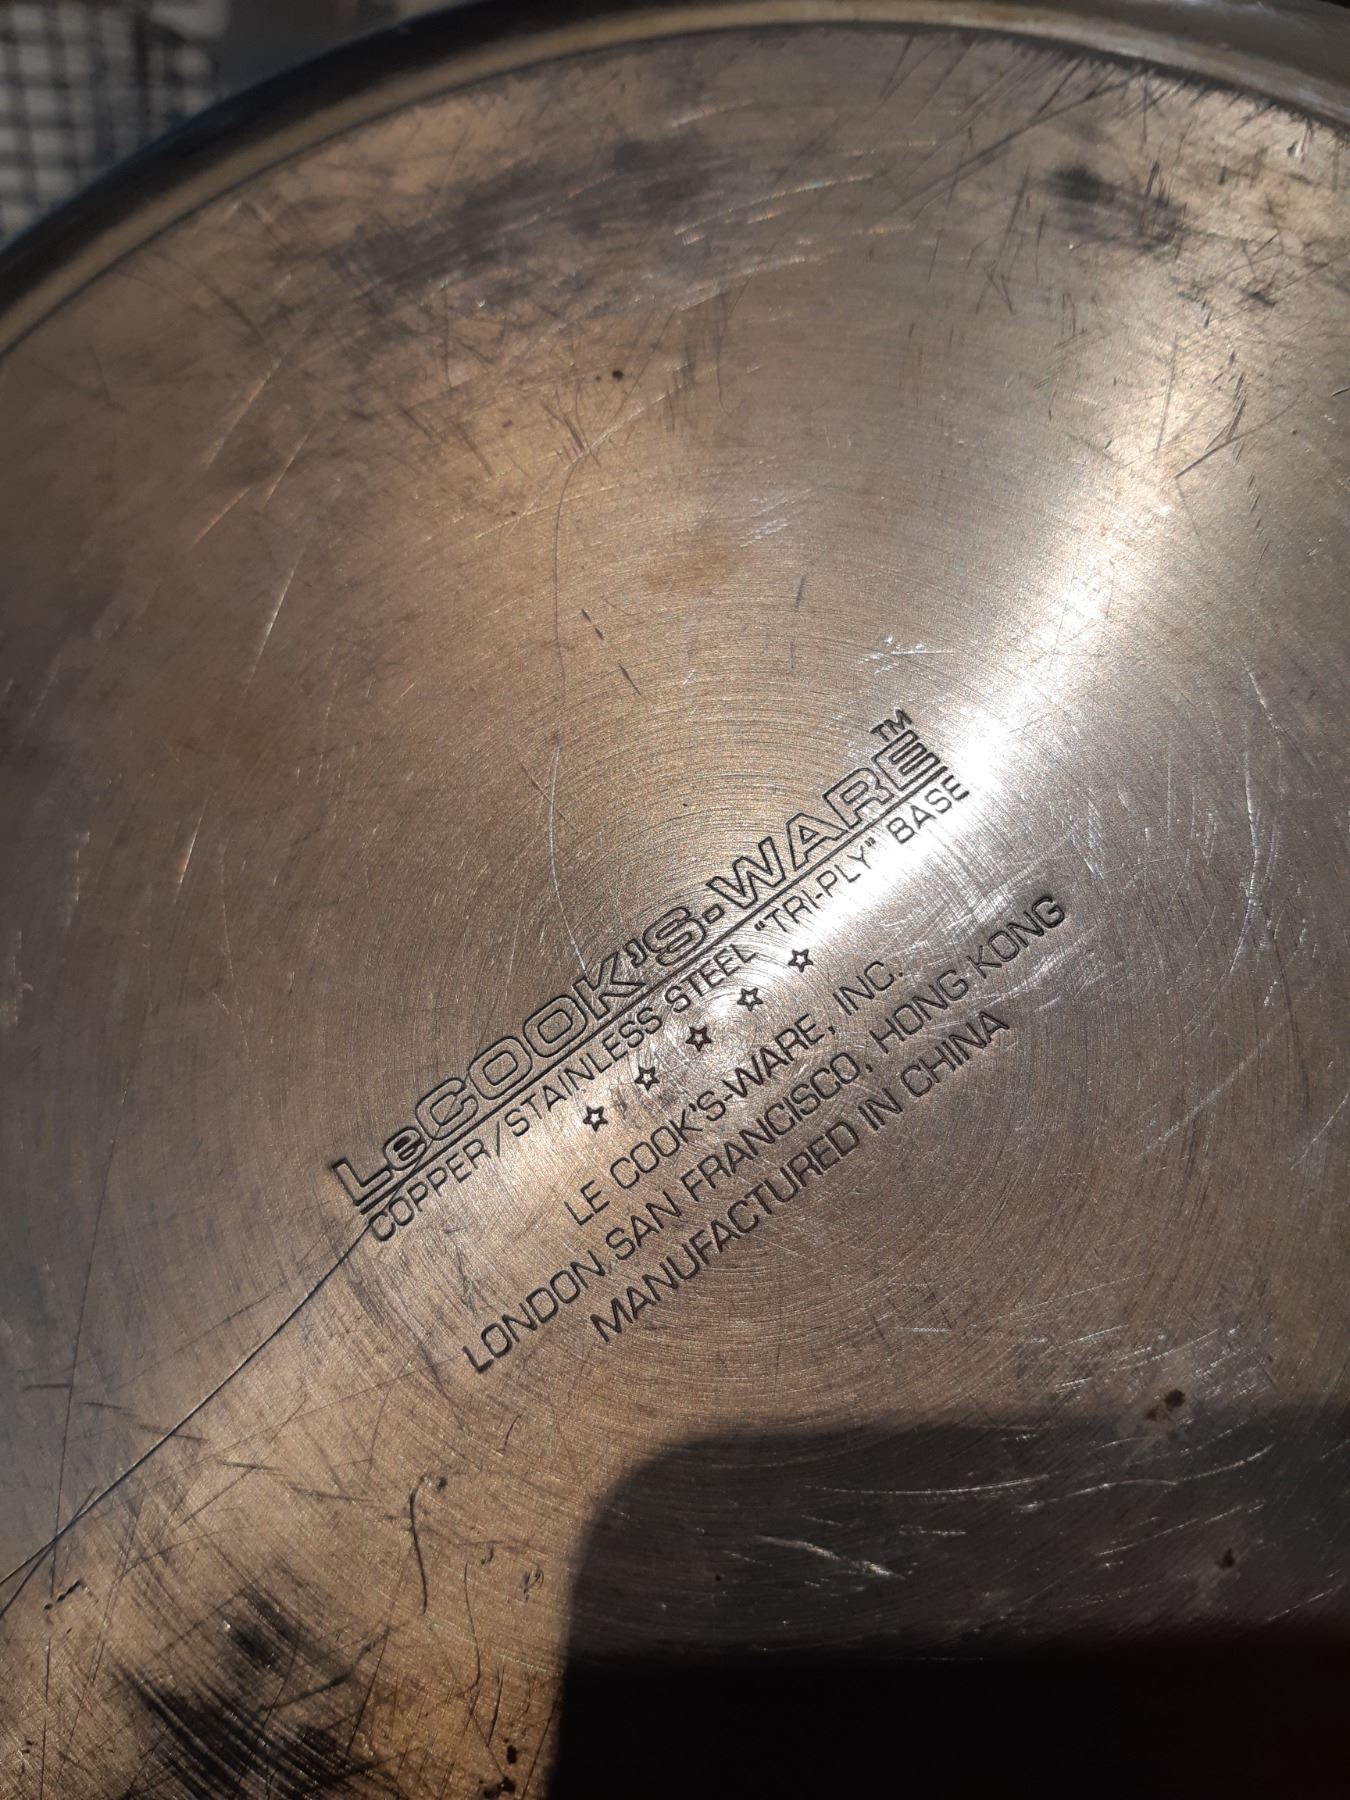 LeCOOK'S-WARE™
COPPER/STAINLESS STEEL "TRI-PLY" BASE
☆ ☆ ☆ ☆ ☆
LE COOK'S-WARE, INC.
LONDON, SAN FRANCISCO, HONG KONG
MANUFACTURED IN CHINA